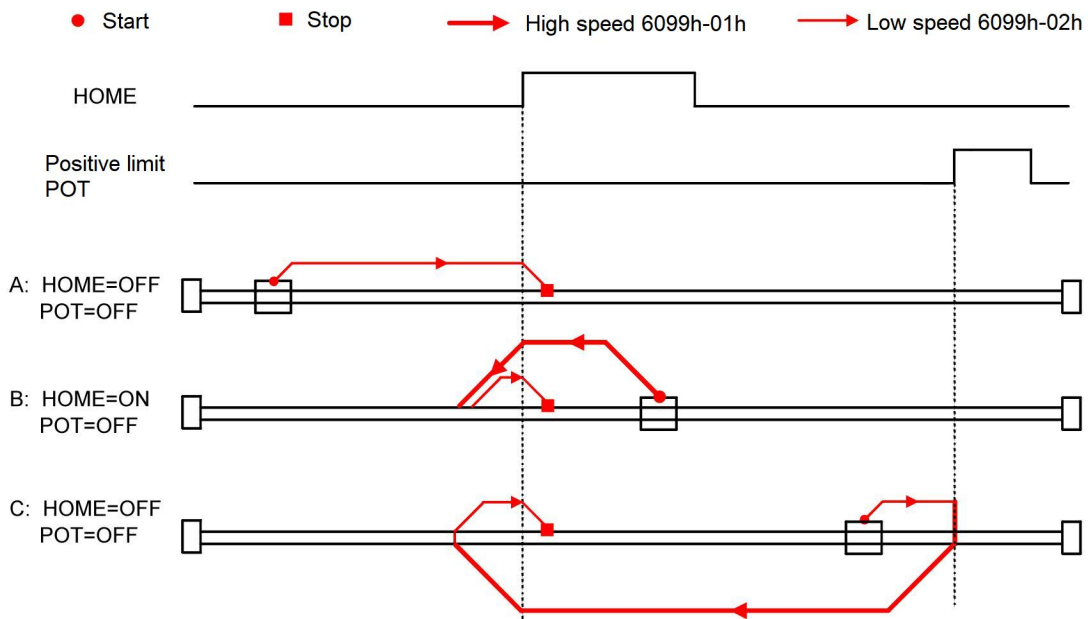 Start Stop High speed 6099h-01h Low speed 6099h-02h
HOME
Positive limit
POT
A: HOME=OFF
POT=OFF
B: HOME=ON
POT=OFF
C: HOME=OFF
POT=OFF